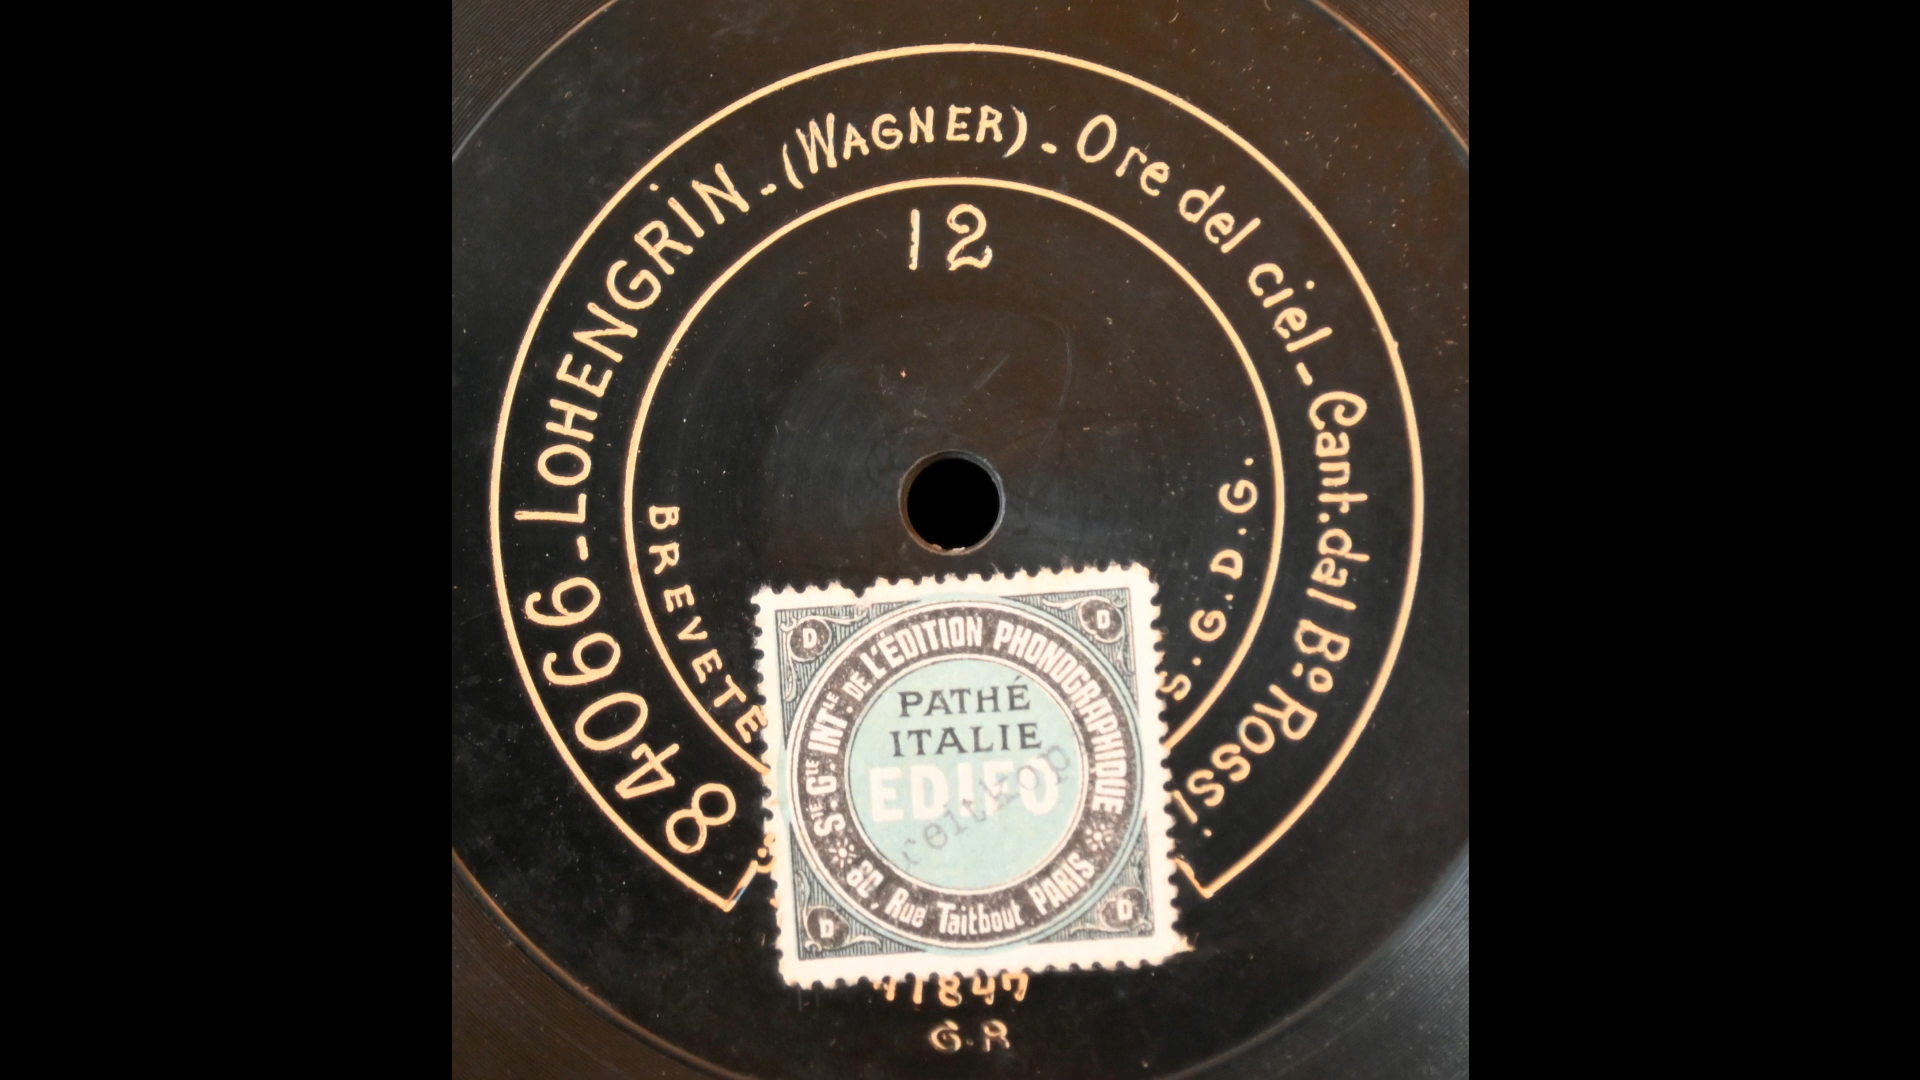 84066 - LOHENGRIN - (WAGNER) - Ore del ciel - Cant. dal Bº. Rossi.
12
BREVETÉ S.G.D.G.
STÉ. GLE INTLE. DE L'ÉDITION PHONOGRAPHIQUE
PATHÉ
ITALIE
EDIFO
80, Rue Taitbout PARIS
D
D
D
D
41847
G.R